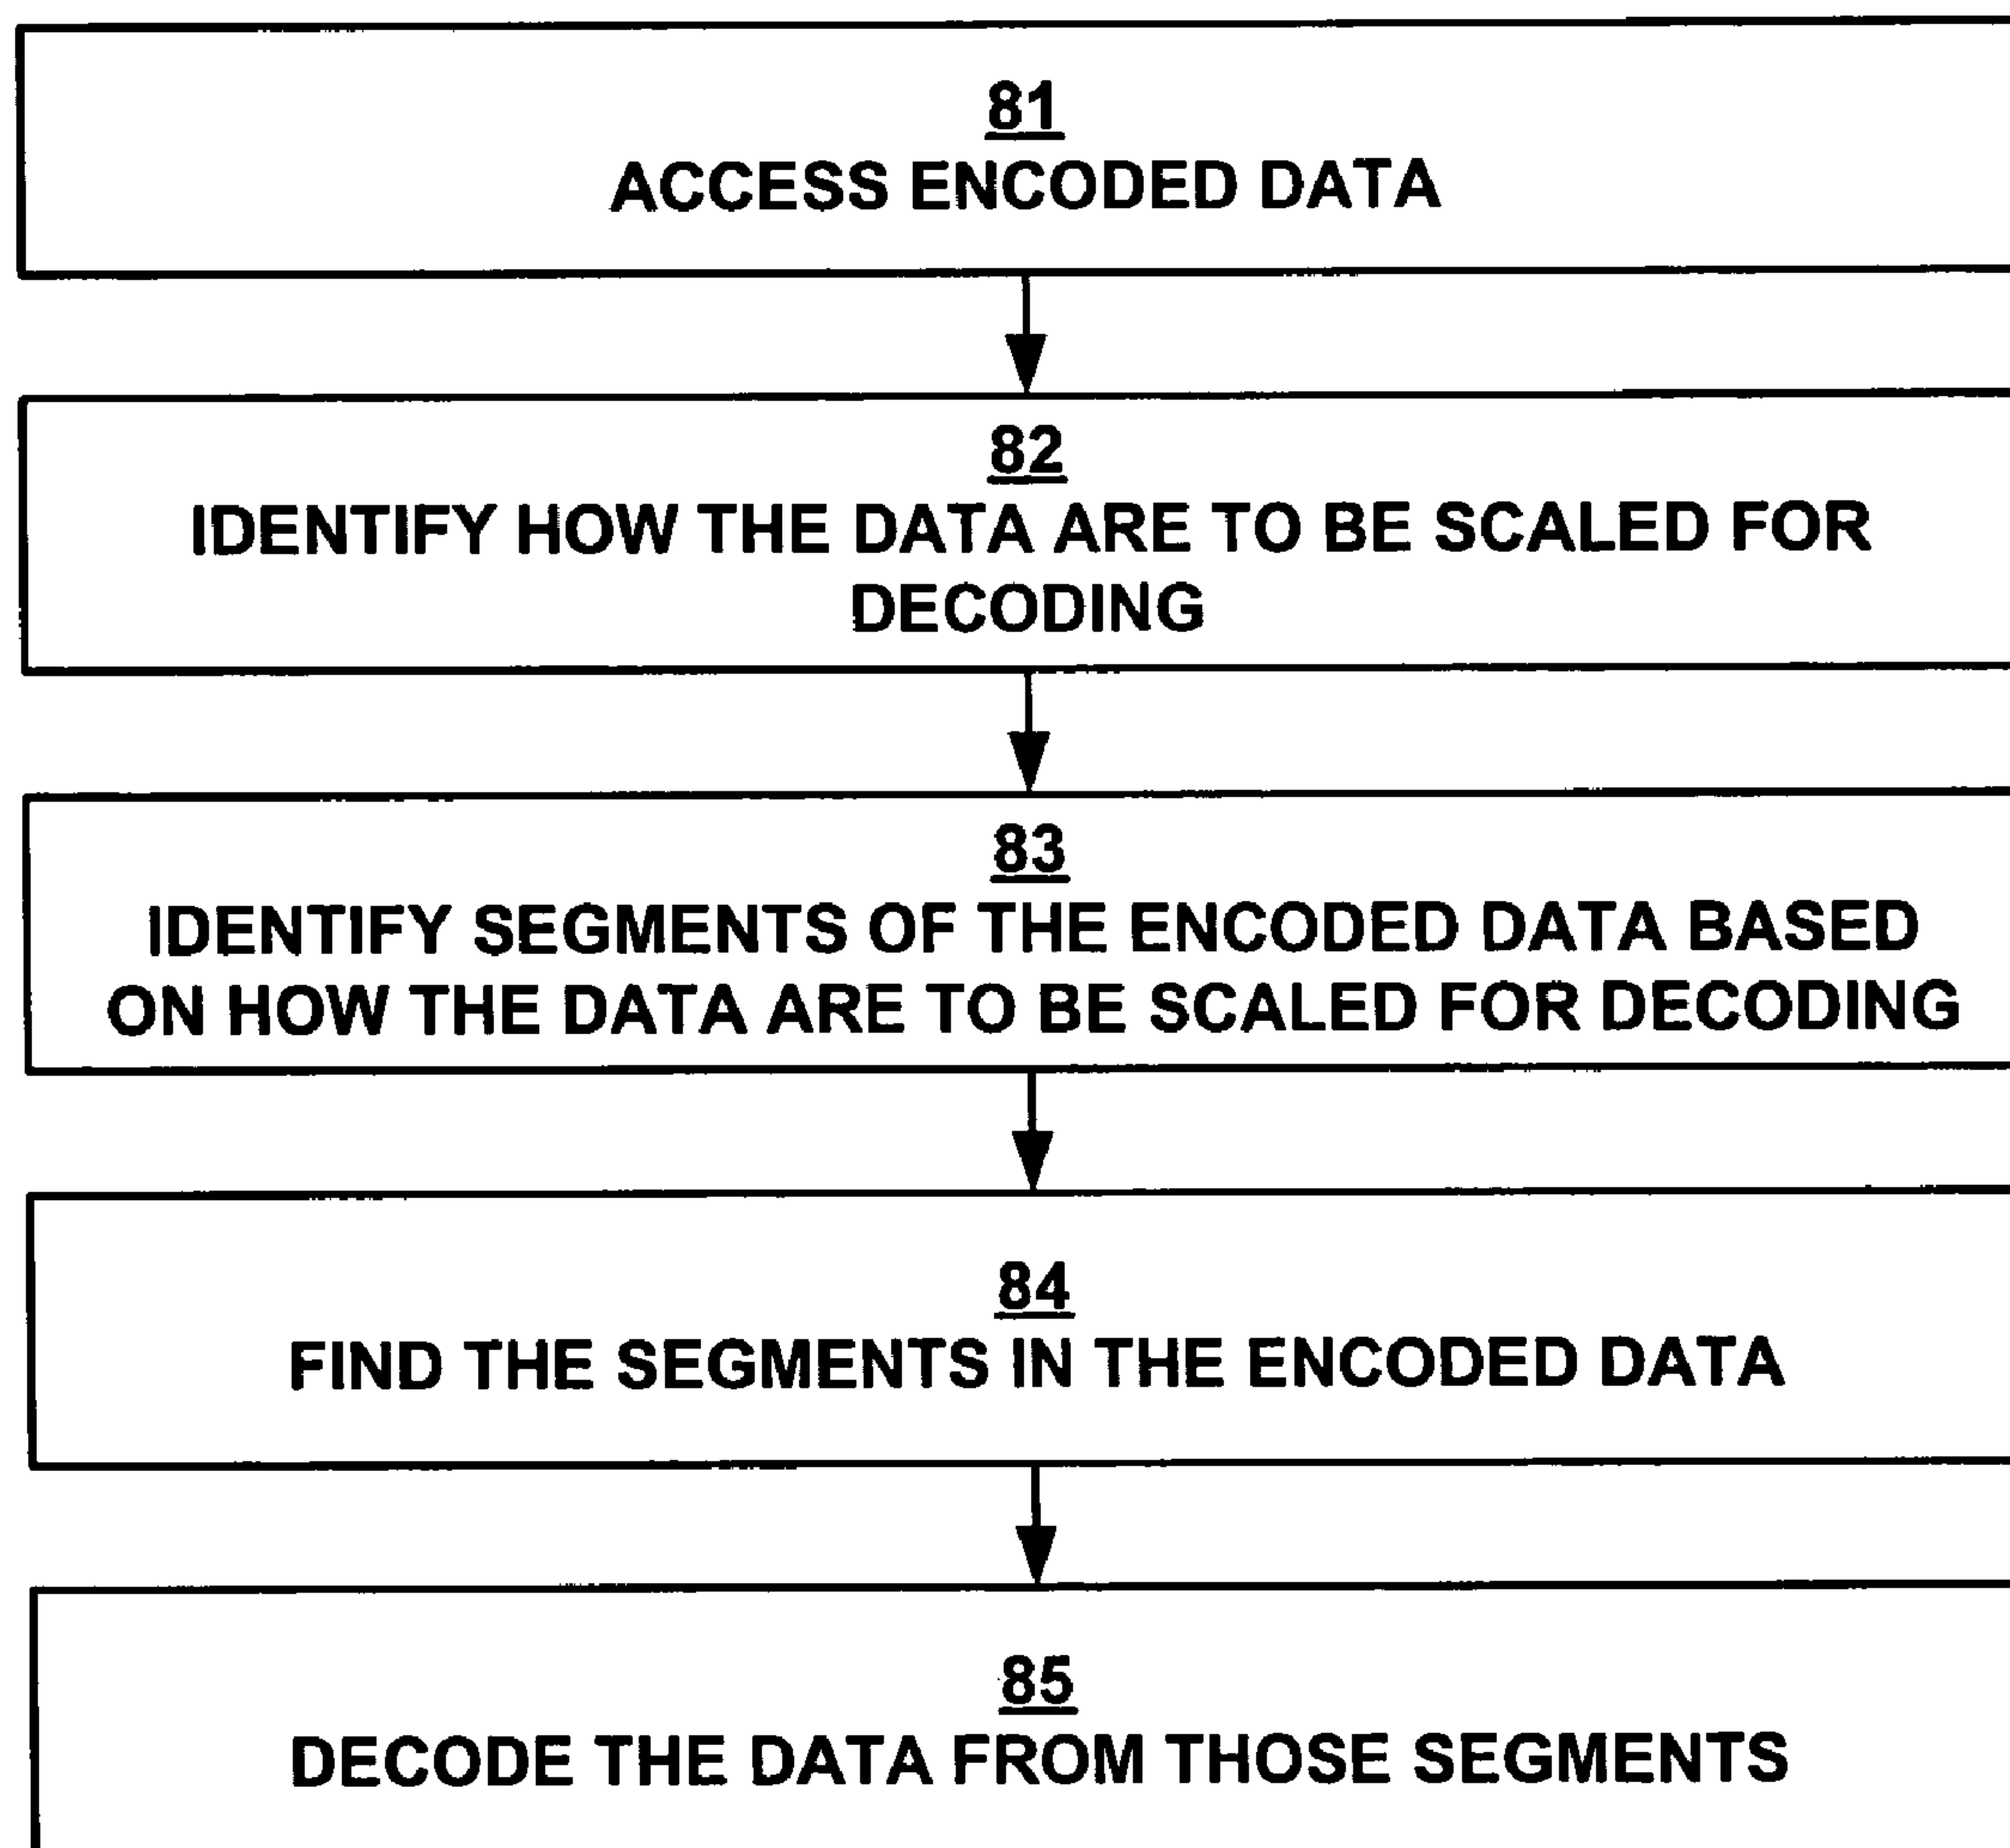 81
ACCESS ENCODED DATA
82
IDENTIFY HOW THE DATA ARE TO BE SCALED FOR
DECODING
83
IDENTIFY SEGMENTS OF THE ENCODED DATA BASED
ON HOW THE DATA ARE TO BE SCALED FOR DECODING
84
FIND THE SEGMENTS IN THE ENCODED DATA
85
DECODE THE DATA FROM THOSE SEGMENTS